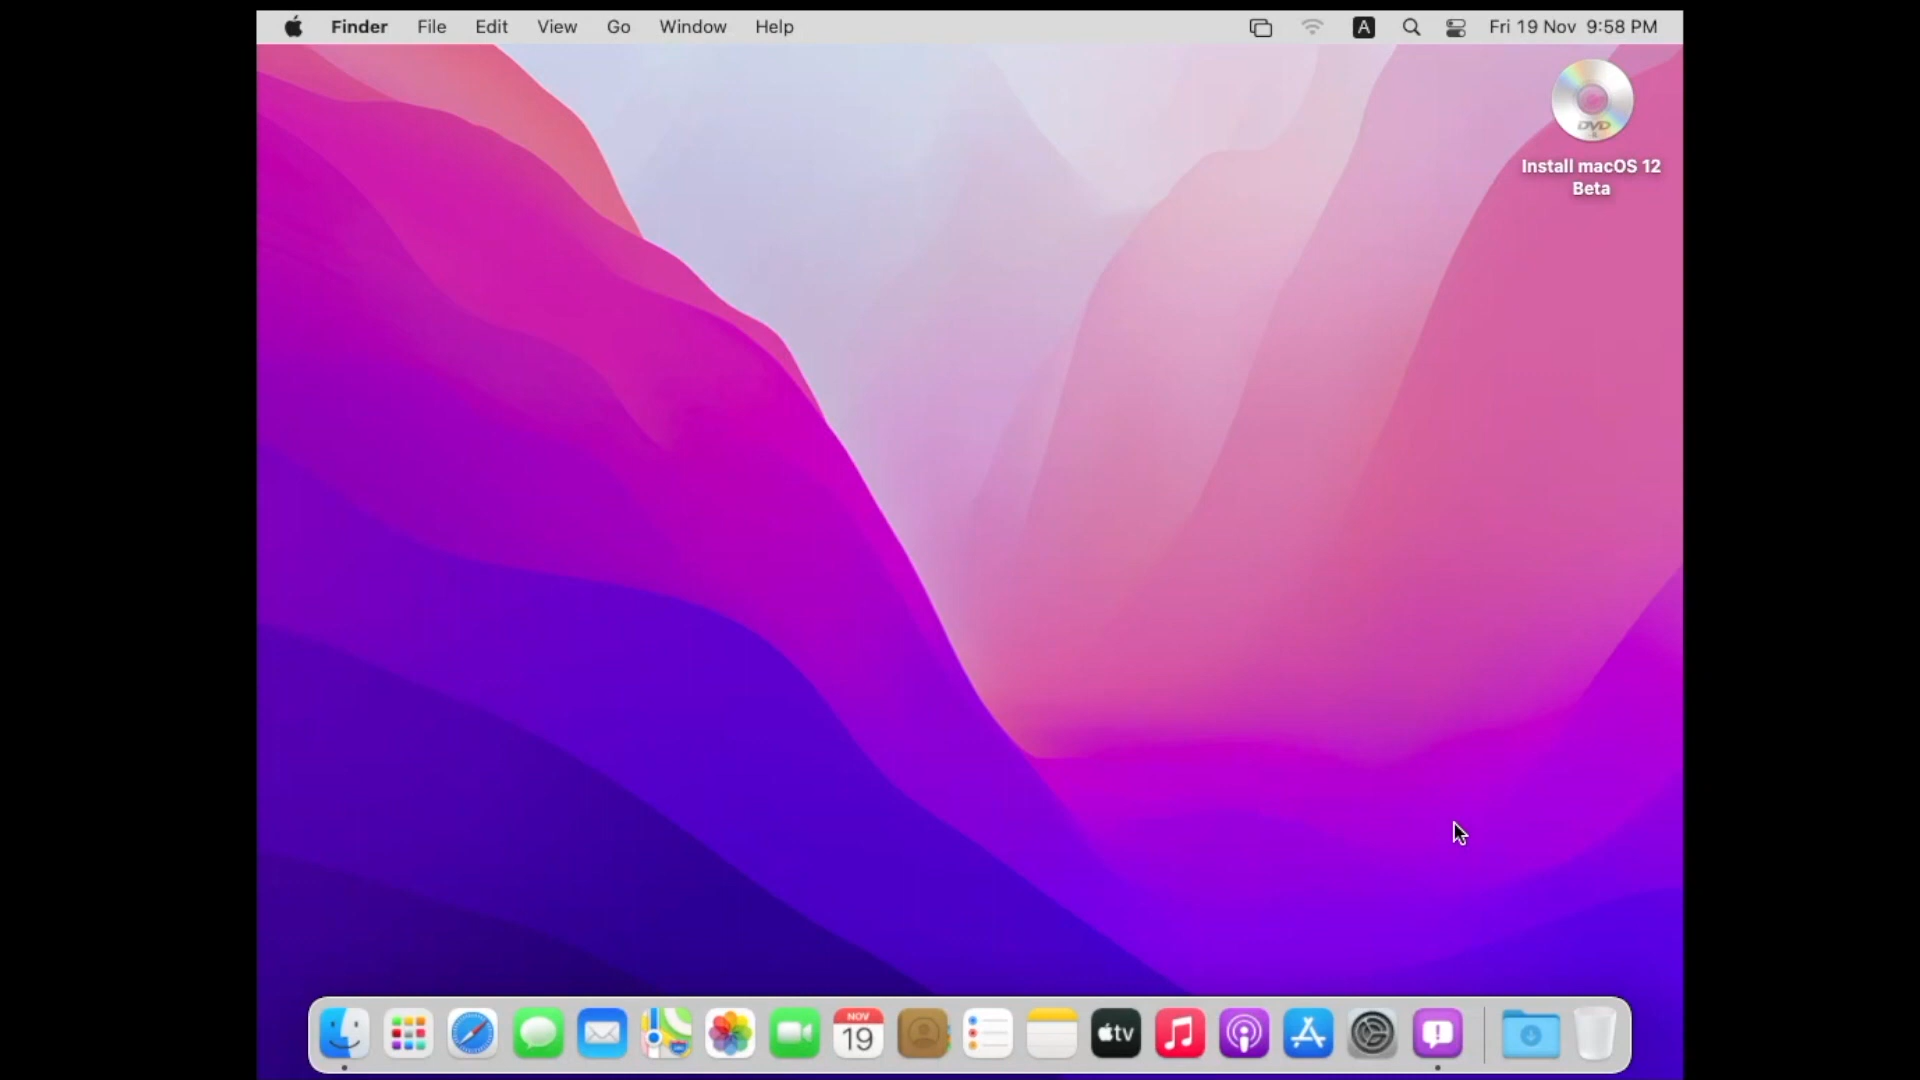 Finder File Edit View Go Window Help A Fri 19 Nov 9:58 PM
DVD
Install macOS 12
Beta
NOV
19
tv